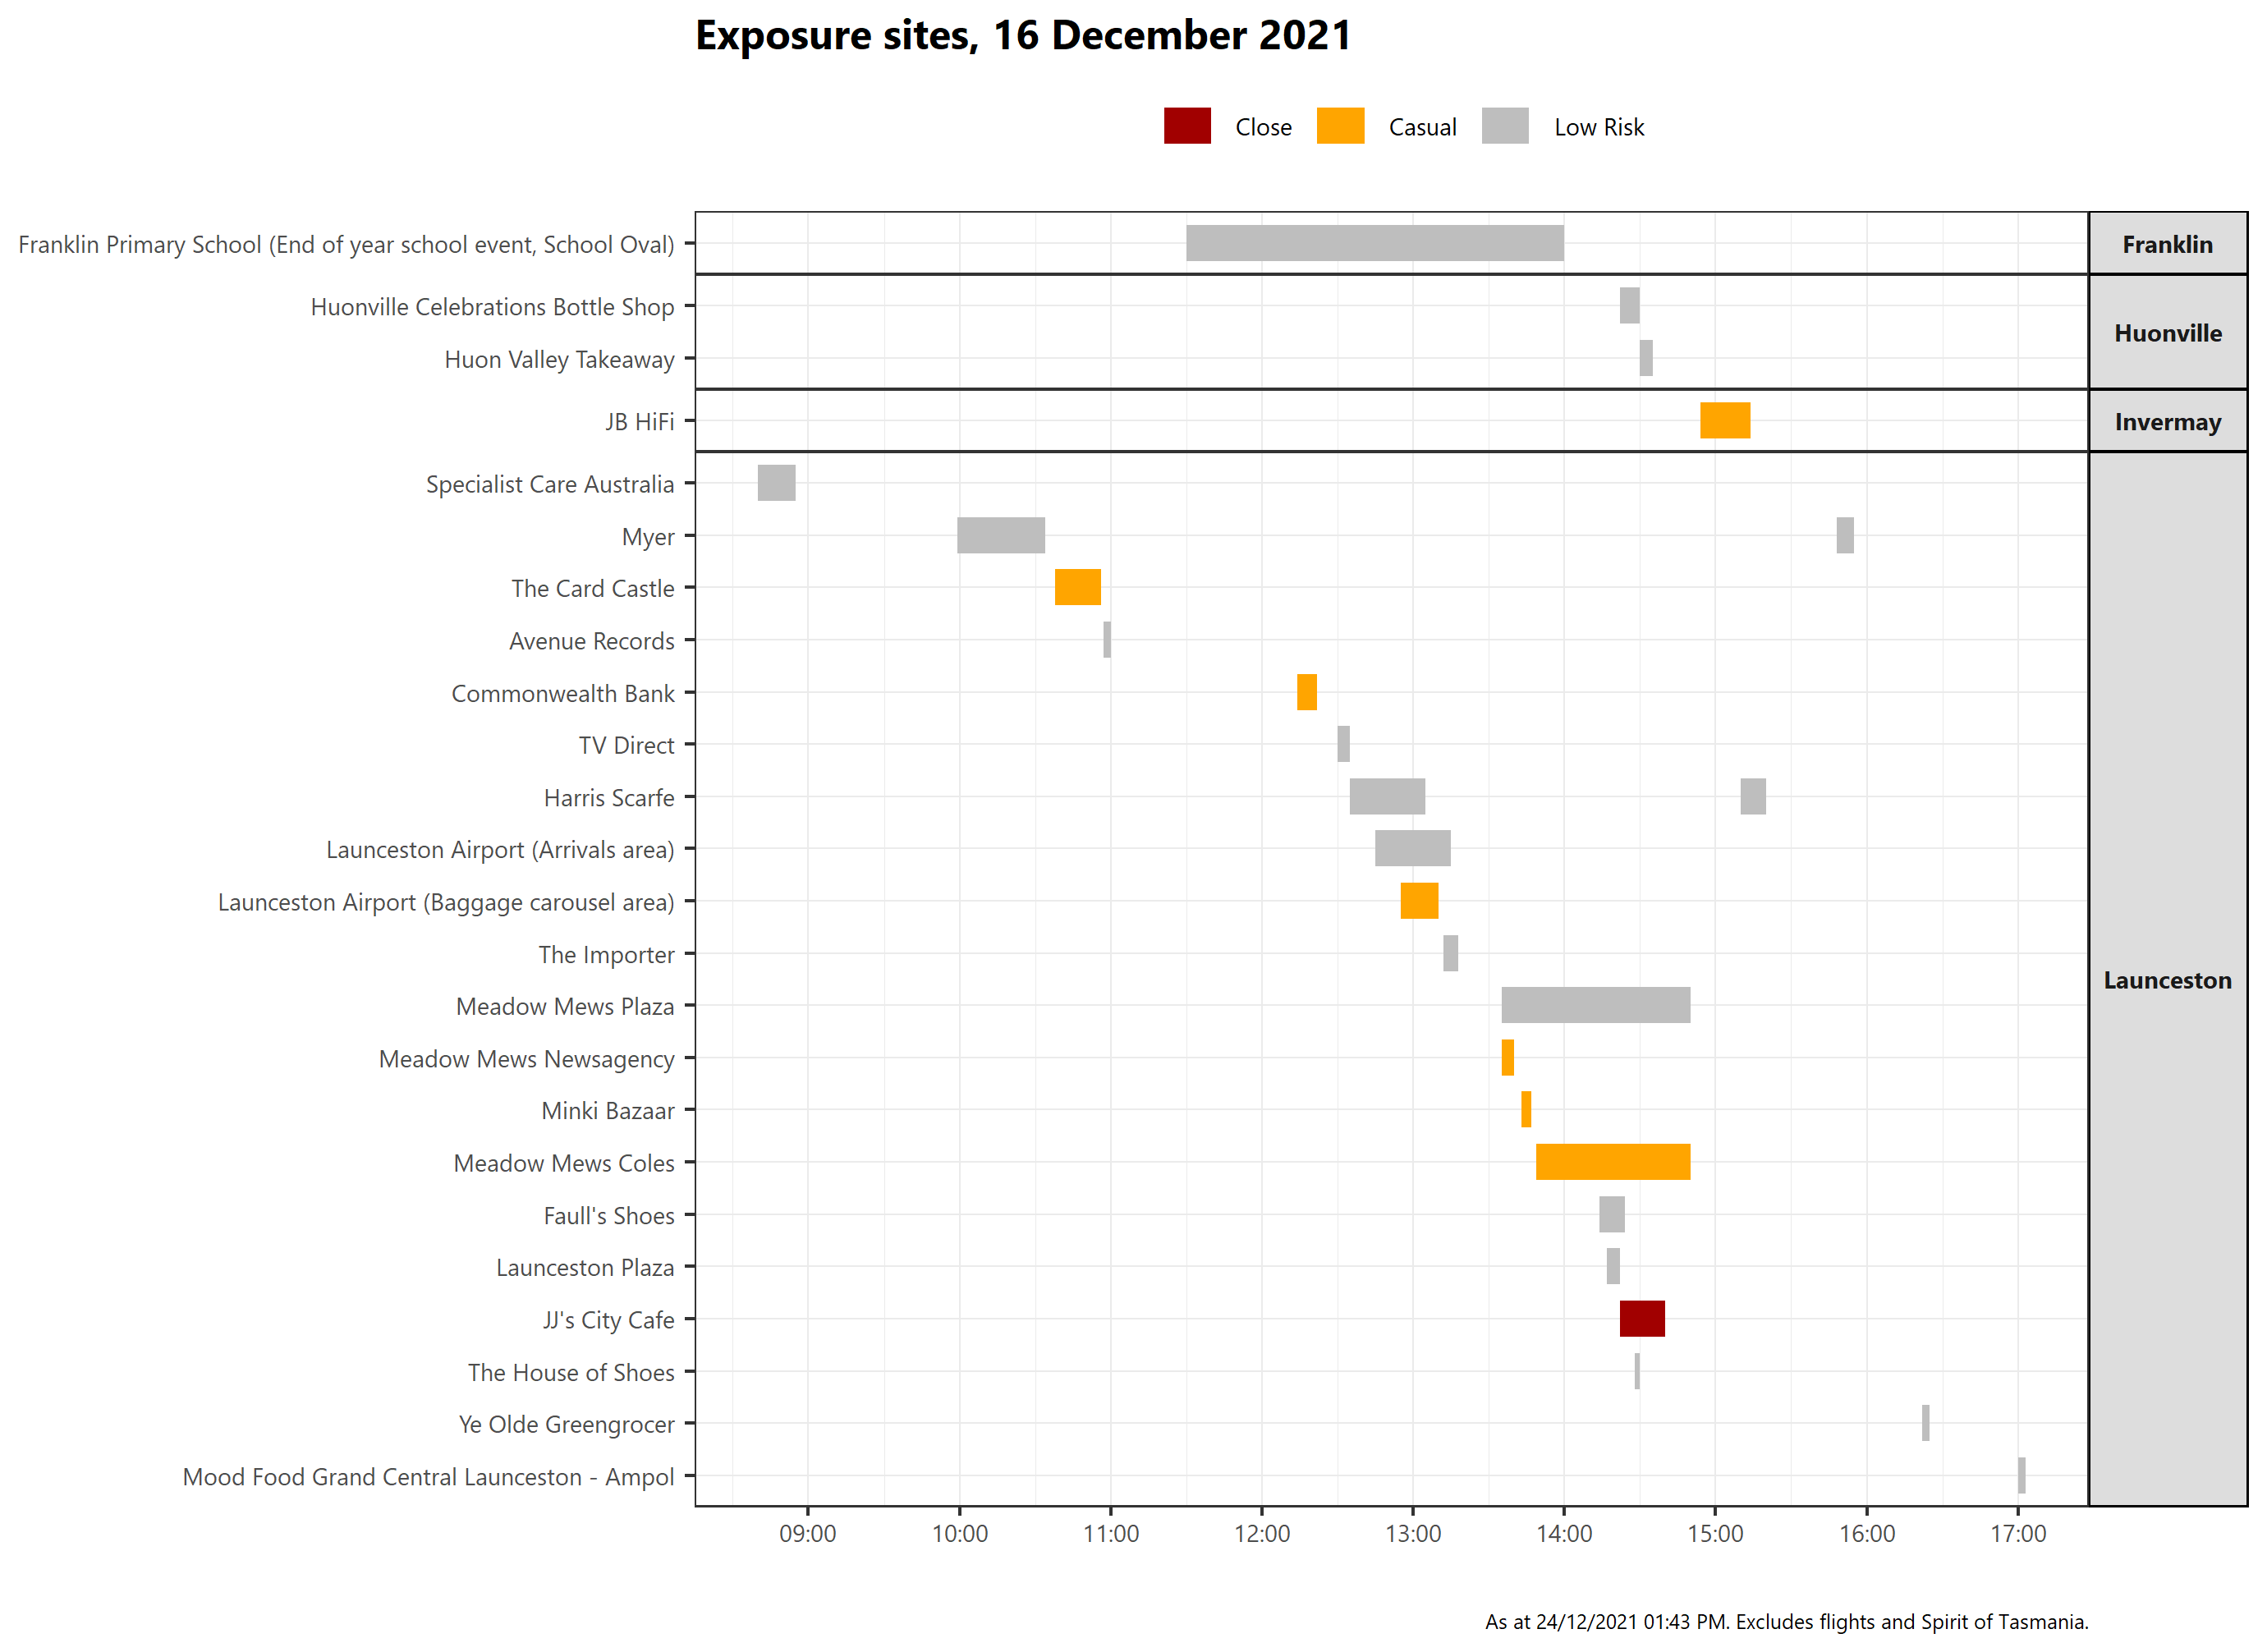 Exposure sites, 16 December 2021
Close Casual Low Risk
Franklin Primary School (End of year school event, School Oval)
Franklin
Huonville Celebrations Bottle Shop
Huon Valley Takeaway
Huonville
JB HiFi
Invermay
Specialist Care Australia
Myer
The Card Castle
Avenue Records
Commonwealth Bank
TV Direct
Harris Scarfe
Launceston Airport (Arrivals area)
Launceston Airport (Baggage carousel area)
The Importer
Meadow Mews Plaza
Meadow Mews Newsagency
Minki Bazaar
Meadow Mews Coles
Faull's Shoes
Launceston Plaza
JJ's City Cafe
The House of Shoes
Ye Olde Greengrocer
Mood Food Grand Central Launceston - Ampol
Launceston
09:00 10:00 11:00 12:00 13:00 14:00 15:00 16:00 17:00
As at 24/12/2021 01:43 PM. Excludes flights and Spirit of Tasmania.